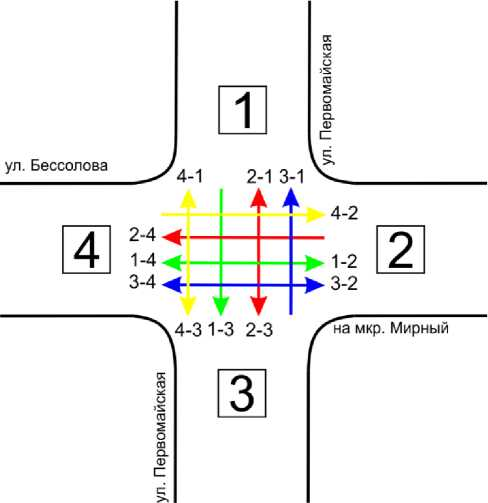 ул. Первомайская
1
ул. Бессолова
4-1 2-1 3-1
4-2
2-4
4
1-4
3-4
1-2
3-2
2
4-3 1-3 2-3
на мкр. Мирный
3
ул. Первомайская